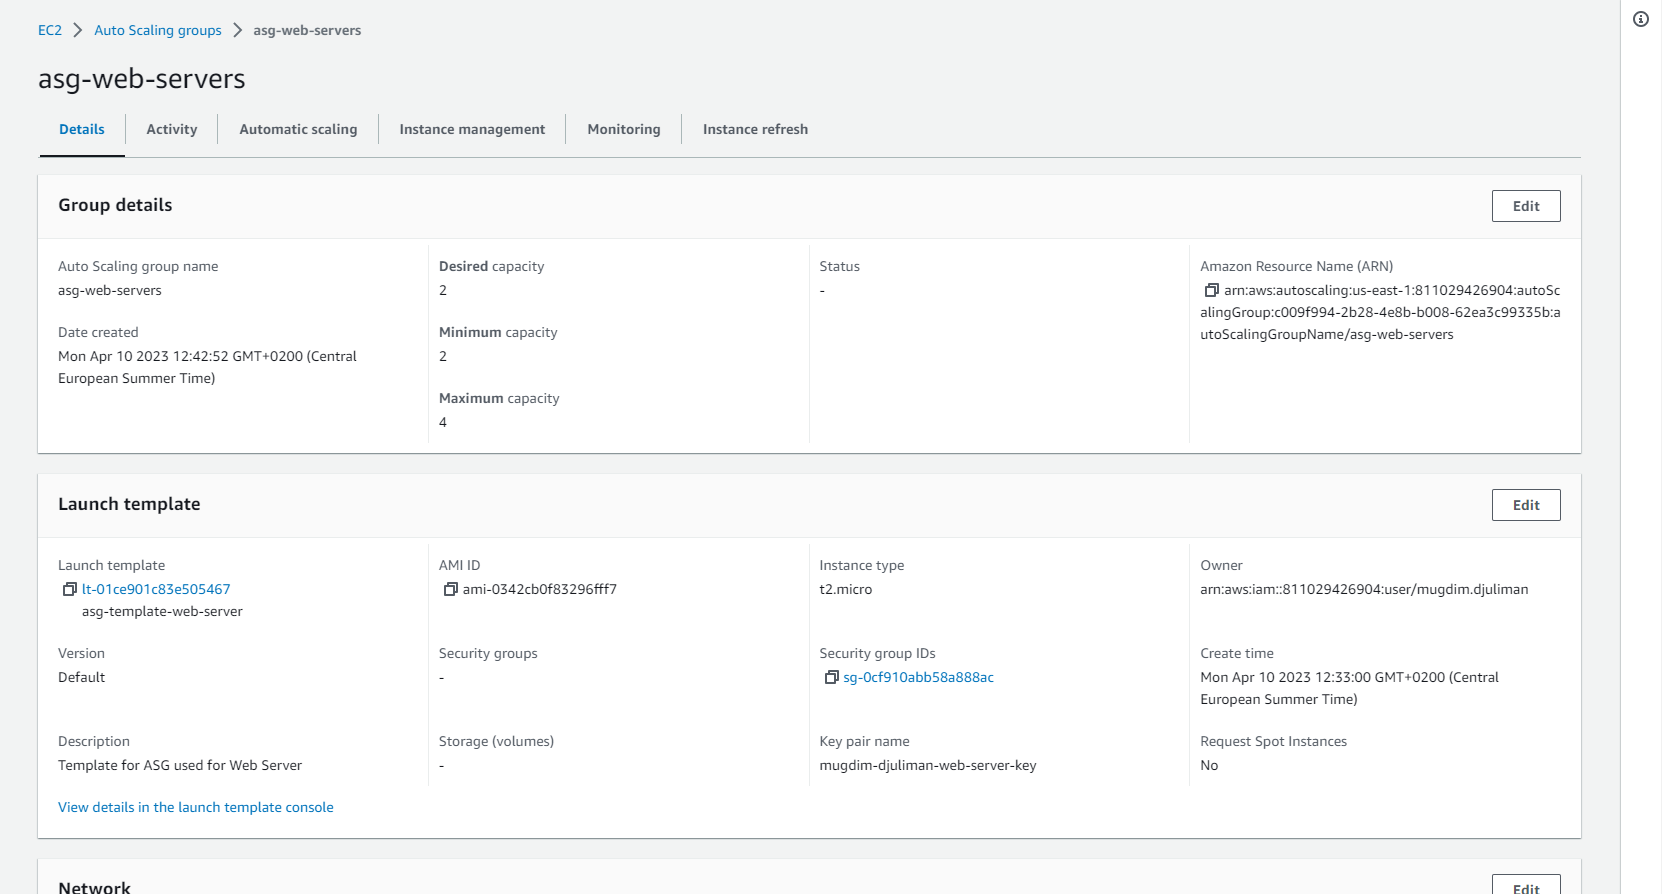 EC2 > Auto Scaling groups > asg-web-servers
asg-web-servers
Details
Activity
Automatic scaling
Instance management
Monitoring
Instance refresh
Group details
Edit
Auto Scaling group name
asg-web-servers
Date created
Mon Apr 10 2023 12:42:52 GMT+0200 (Central
European Summer Time)
Desired capacity
2
Minimum capacity
2
Maximum capacity
4
Status
-
Amazon Resource Name (ARN)
arn:aws:autoscaling:us-east-1:811029426904:autoSc
alingGroup:c009f994-2b28-4e8b-b008-62ea3c99335b:a
utoScalingGroupName/asg-web-servers
Launch template
Edit
Launch template
lt-01ce901c83e505467
asg-template-web-server
AMI ID
ami-0342cb0f83296fff7
Instance type
t2.micro
Owner
arn:aws:iam::811029426904:user/mugdim.djuliman
Version
Default
Security groups
-
Security group IDs
sg-0cf910abb58a888ac
Create time
Mon Apr 10 2023 12:33:00 GMT+0200 (Central
European Summer Time)
Description
Template for ASG used for Web Server
Storage (volumes)
-
Key pair name
mugdim-djuliman-web-server-key
Request Spot Instances
No
View details in the launch template console
Network
Edit